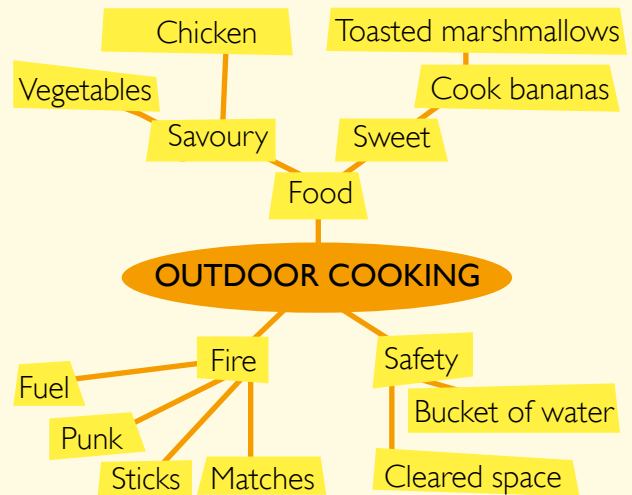 Chicken
Toasted marshmallows
Vegetables
Cook bananas
Savoury
Sweet
Food
OUTDOOR COOKING
Fire
Safety
Fuel
Bucket of water
Punk
Sticks
Matches
Cleared space